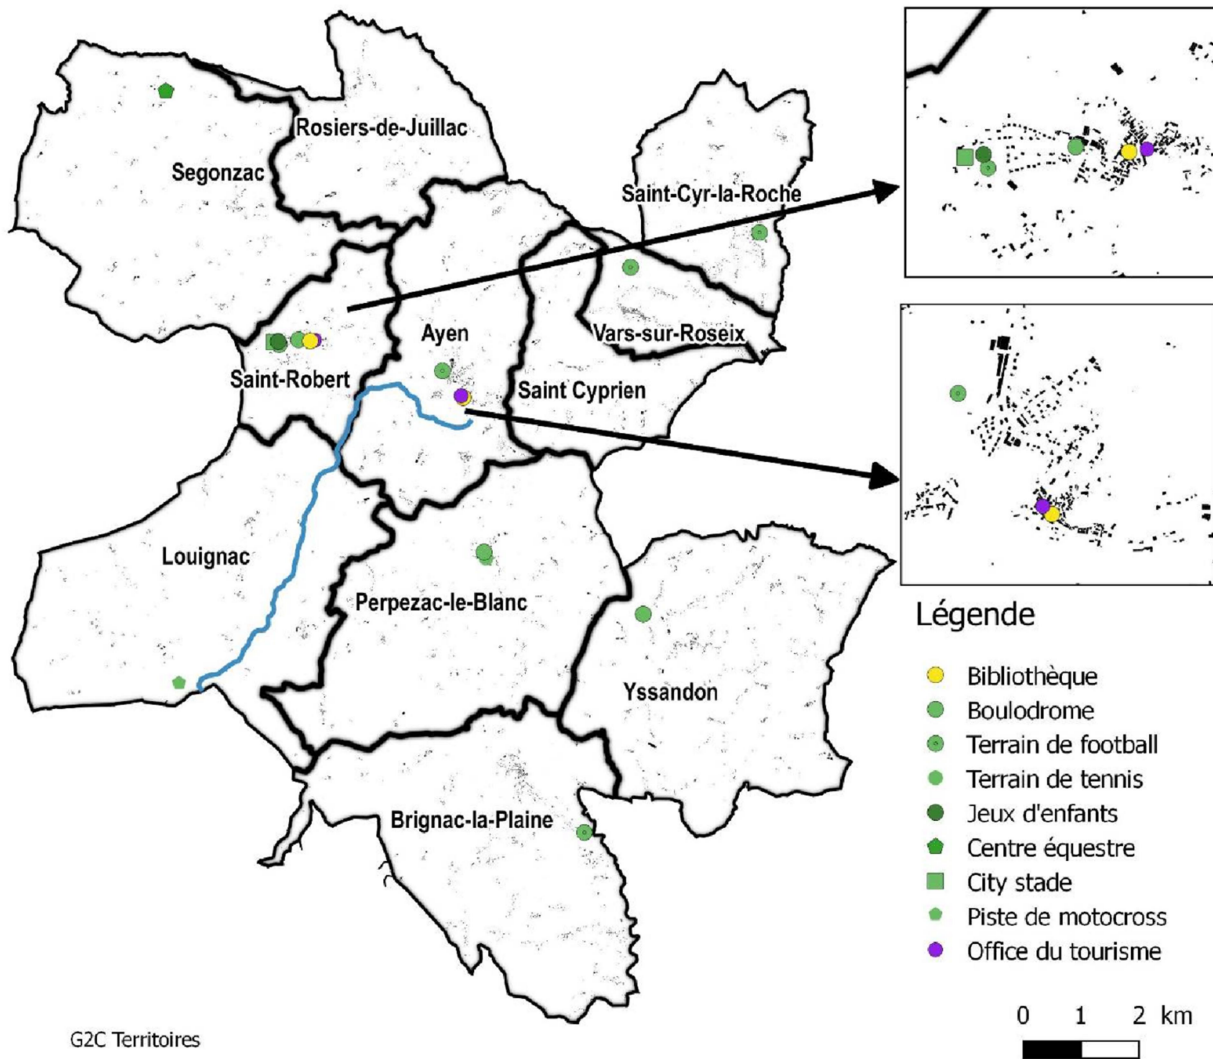 Rosiers-de-Juillac
Segonzac
Saint-Cyr-la-Roche
Ayen
Vars-sur-Roseix
Saint-Robert
Saint Cyprien
Louignac
Perpezac-le-Blanc
Yssandon
Brignac-la-Plaine
Légende
Bibliothèque
Boulodrome
Terrain de football
Terrain de tennis
Jeux d'enfants
Centre équestre
City stade
Piste de motocross
Office du tourisme
0 1 2 km
G2C Territoires